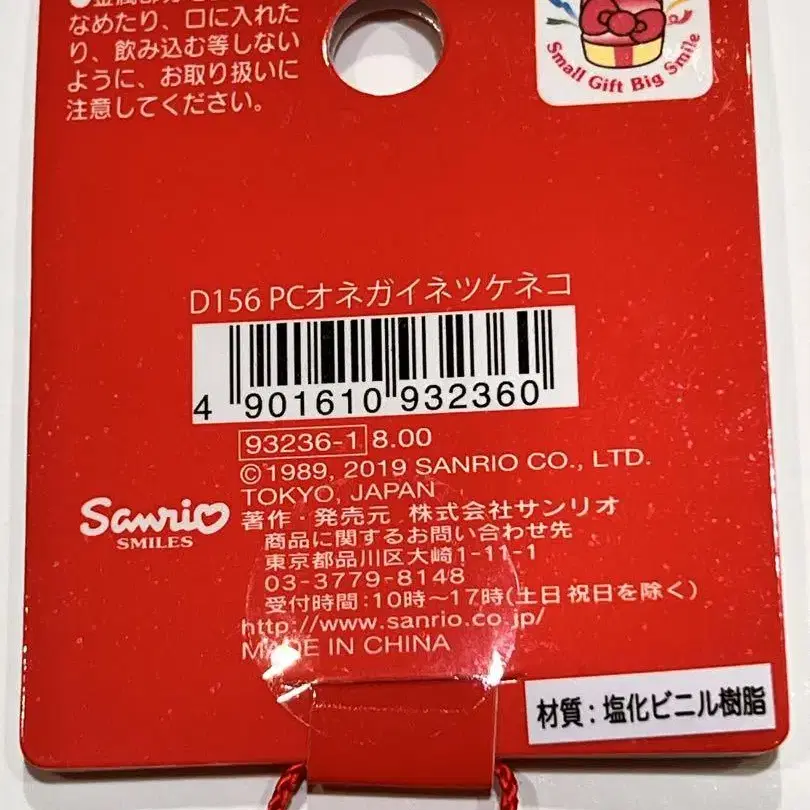 なめたり、口に入れた
り、飲み込む等しない
ように、お取り扱いに
注意してください。
Small Gift Big Smile
D156 PCオネガイネツケネコ
4 901610 932360
93236-1 8.00
©1989, 2019 SANRIO CO., LTD.
TOKYO, JAPAN
Sanrio
SMILES
著作・発売元 株式会社サンリオ
商品に関するお問い合わせ先
東京都品川区大崎1-11-1
03-3779-8148
受付時間:10時〜17時(土日祝日を除く)
http://www.sanrio.co.jp/
MADE IN CHINA
材質:塩化ビニル樹脂